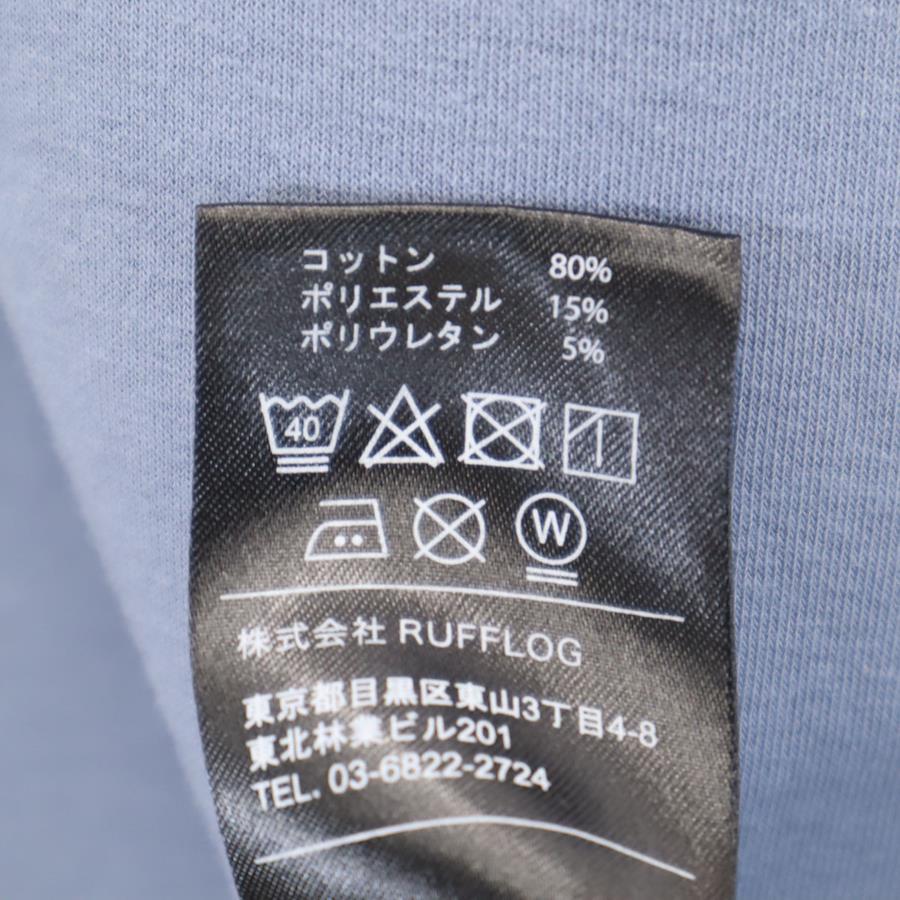 コットン 80%
ポリエステル 15%
ポリウレタン 5%
40
W
株式会社 RUFFLOG
東京都目黒区東山3丁目4-8
東北林業ビル201
TEL. 03-6822-2724